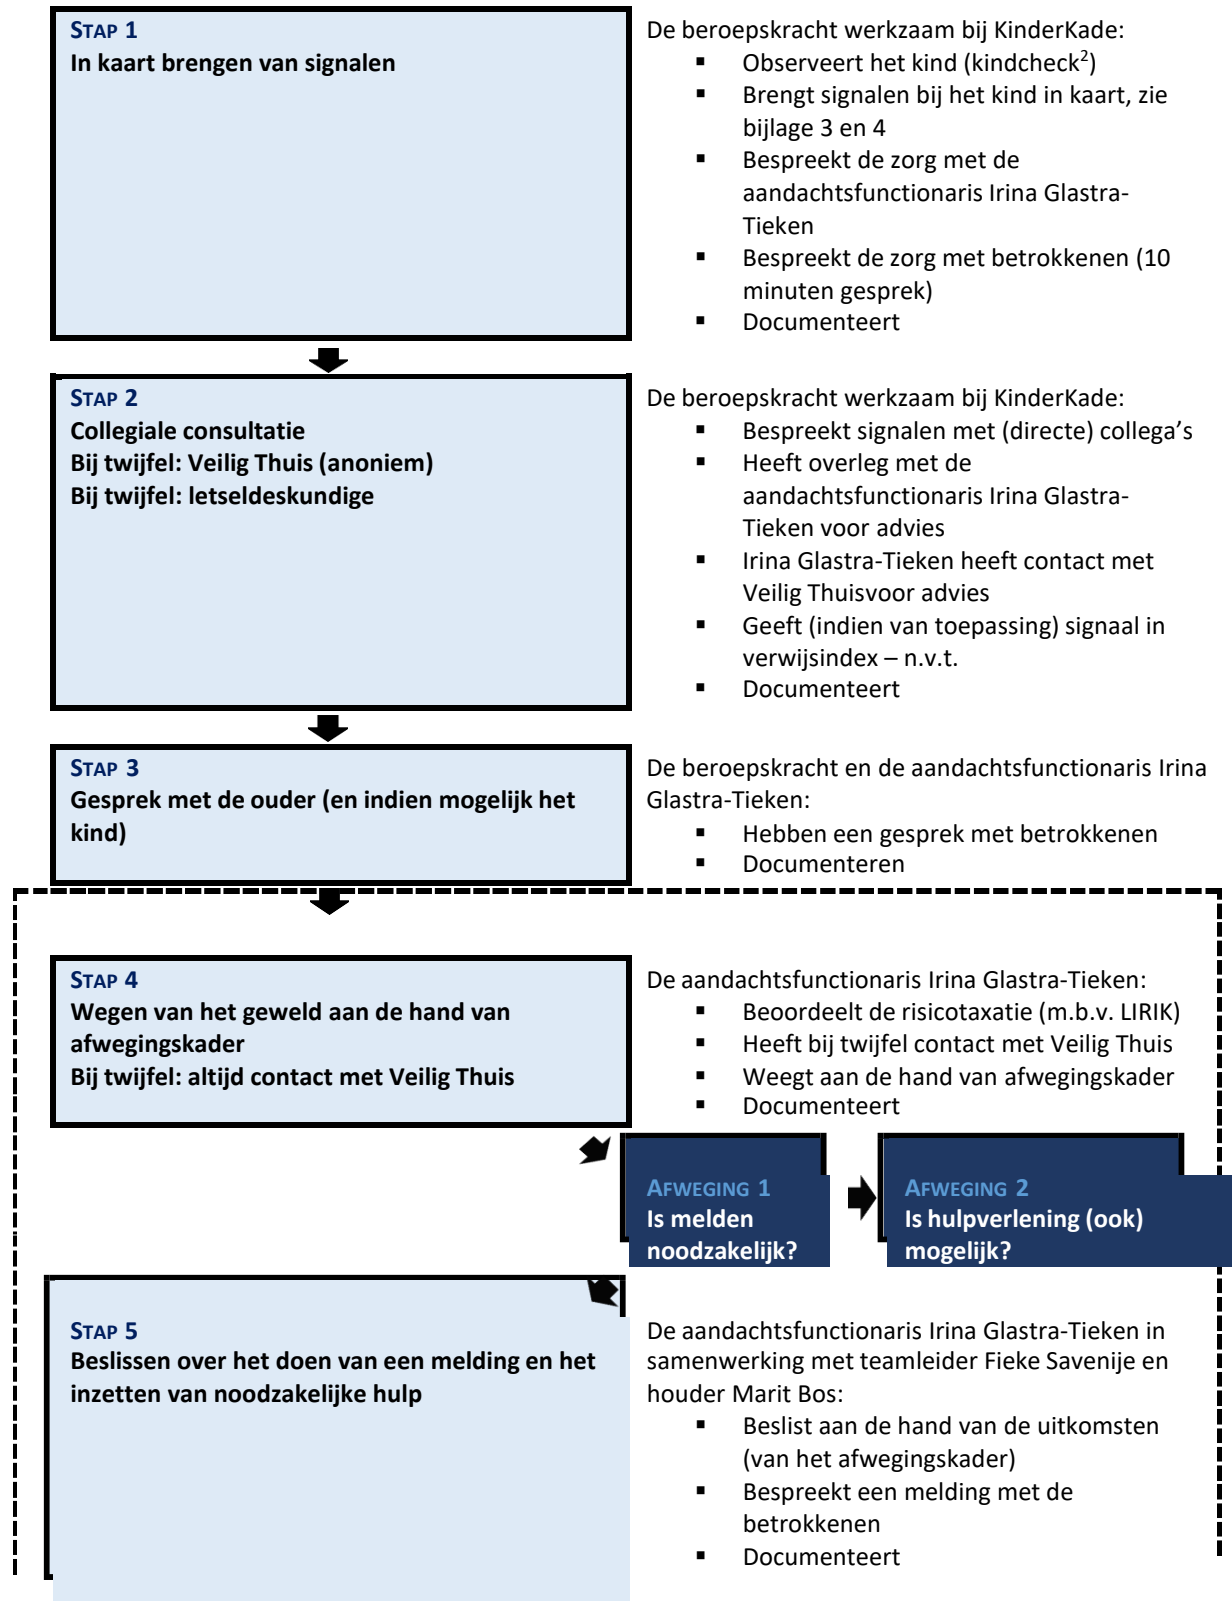 STAP 1
In kaart brengen van signalen
De beroepskracht werkzaam bij KinderKade:
▪ Observeert het kind (kindcheck²)
▪ Brengt signalen bij het kind in kaart, zie
bijlage 3 en 4
▪ Bespreekt de zorg met de
aandachtsfunctionaris Irina Glastra-
Tieken
▪ Bespreekt de zorg met betrokkenen (10
minuten gesprek)
▪ Documenteert
STAP 2
Collegiale consultatie
Bij twijfel: Veilig Thuis (anoniem)
Bij twijfel: letseldeskundige
De beroepskracht werkzaam bij KinderKade:
▪ Bespreekt signalen met (directe) collega’s
▪ Heeft overleg met de
aandachtsfunctionaris Irina Glastra-
Tieken voor advies
▪ Irina Glastra-Tieken heeft contact met
Veilig Thuisvoor advies
▪ Geeft (indien van toepassing) signaal in
verwijsindex – n.v.t.
▪ Documenteert
STAP 3
Gesprek met de ouder (en indien mogelijk het
kind)
De beroepskracht en de aandachtsfunctionaris Irina
Glastra-Tieken:
▪ Hebben een gesprek met betrokkenen
▪ Documenteren
STAP 4
Wegen van het geweld aan de hand van
afwegingskader
Bij twijfel: altijd contact met Veilig Thuis
De aandachtsfunctionaris Irina Glastra-Tieken:
▪ Beoordeelt de risicotaxatie (m.b.v. LIRIK)
▪ Heeft bij twijfel contact met Veilig Thuis
▪ Weegt aan de hand van afwegingskader
▪ Documenteert
AFWEGING 1
Is melden
noodzakelijk?
AFWEGING 2
Is hulpverlening (ook)
mogelijk?
STAP 5
Beslissen over het doen van een melding en het
inzetten van noodzakelijke hulp
De aandachtsfunctionaris Irina Glastra-Tieken in
samenwerking met teamleider Fieke Savenije en
houder Marit Bos:
▪ Beslist aan de hand van de uitkomsten
(van het afwegingskader)
▪ Bespreekt een melding met de
betrokkenen
▪ Documenteert